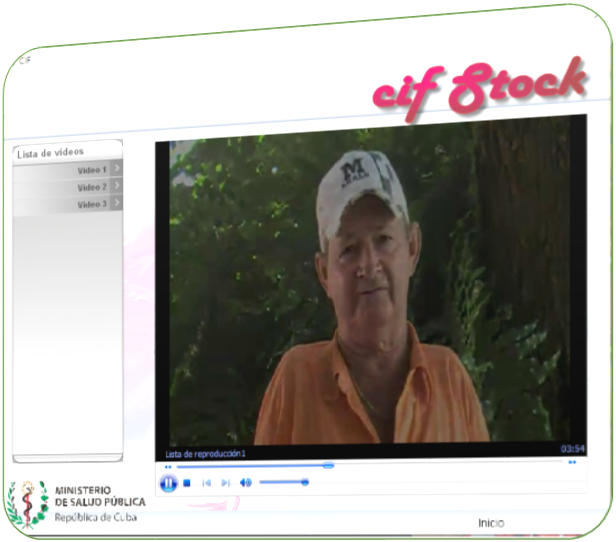 CIF
cif Stock
Lista de videos
Video 1
Video 2
Video 3
M
Lista de reproducción1
03:54
MINISTERIO
DE SALUD PÚBLICA
República de Cuba
Inicio